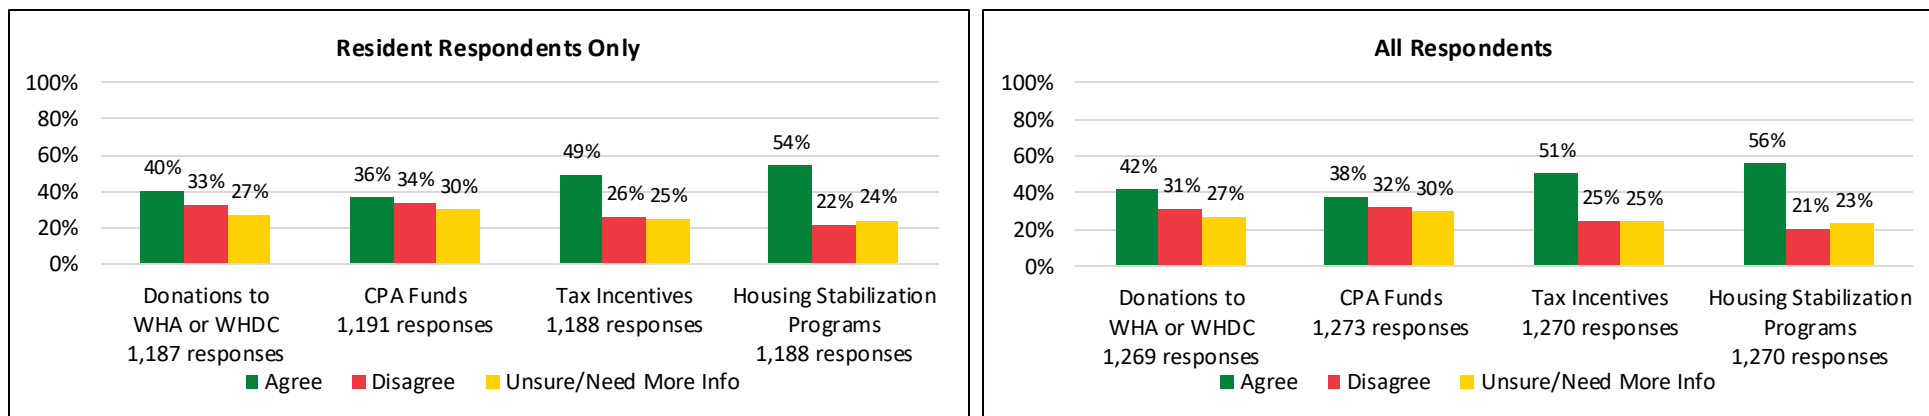 Resident Respondents Only
100%
80%
60%
40%
20%
0%
40% 33% 27%
36% 34% 30%
49% 26% 25%
54% 22% 24%
Donations to
WHA or WHDC
1,187 responses
CPA Funds
1,191 responses
Tax Incentives
1,188 responses
Housing Stabilization
Programs
1,188 responses
Agree Disagree Unsure/Need More Info
All Respondents
100%
80%
60%
40%
20%
0%
42% 31% 27%
38% 32% 30%
51% 25% 25%
56% 21% 23%
Donations to
WHA or WHDC
1,269 responses
CPA Funds
1,273 responses
Tax Incentives
1,270 responses
Housing Stabilization
Programs
1,270 responses
Agree Disagree Unsure/Need More Info